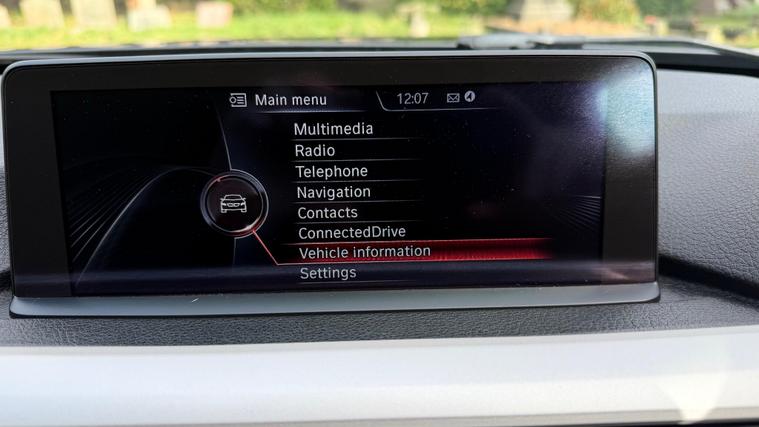 Main menu 12:07
Multimedia
Radio
Telephone
Navigation
Contacts
ConnectedDrive
Vehicle information
Settings